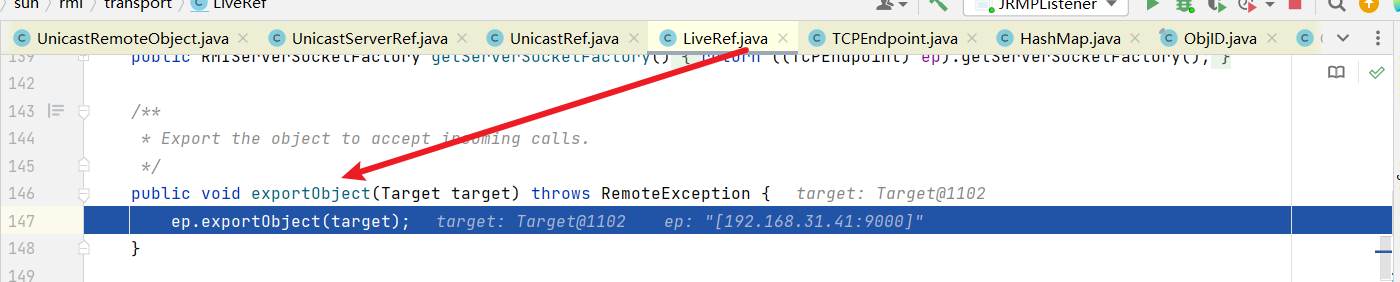 sun rmi transport LiveRef JRMPListener
UnicastRemoteObject.java UnicastServerRef.java UnicastRef.java LiveRef.java TCPEndpoint.java HashMap.java ObjID.java
139 public RMIServerSocketFactory getServerSocketFactory() { return ((TCPEndpoint) ep).getServerSocketFactory(); }
142
143 /**
144 * Export the object to accept incoming calls.
145 */
146 public void exportObject(Target target) throws RemoteException { target: Target@1102
147 ep.exportObject(target); target: Target@1102 ep: "[192.168.31.41:9000]"
148 }
149